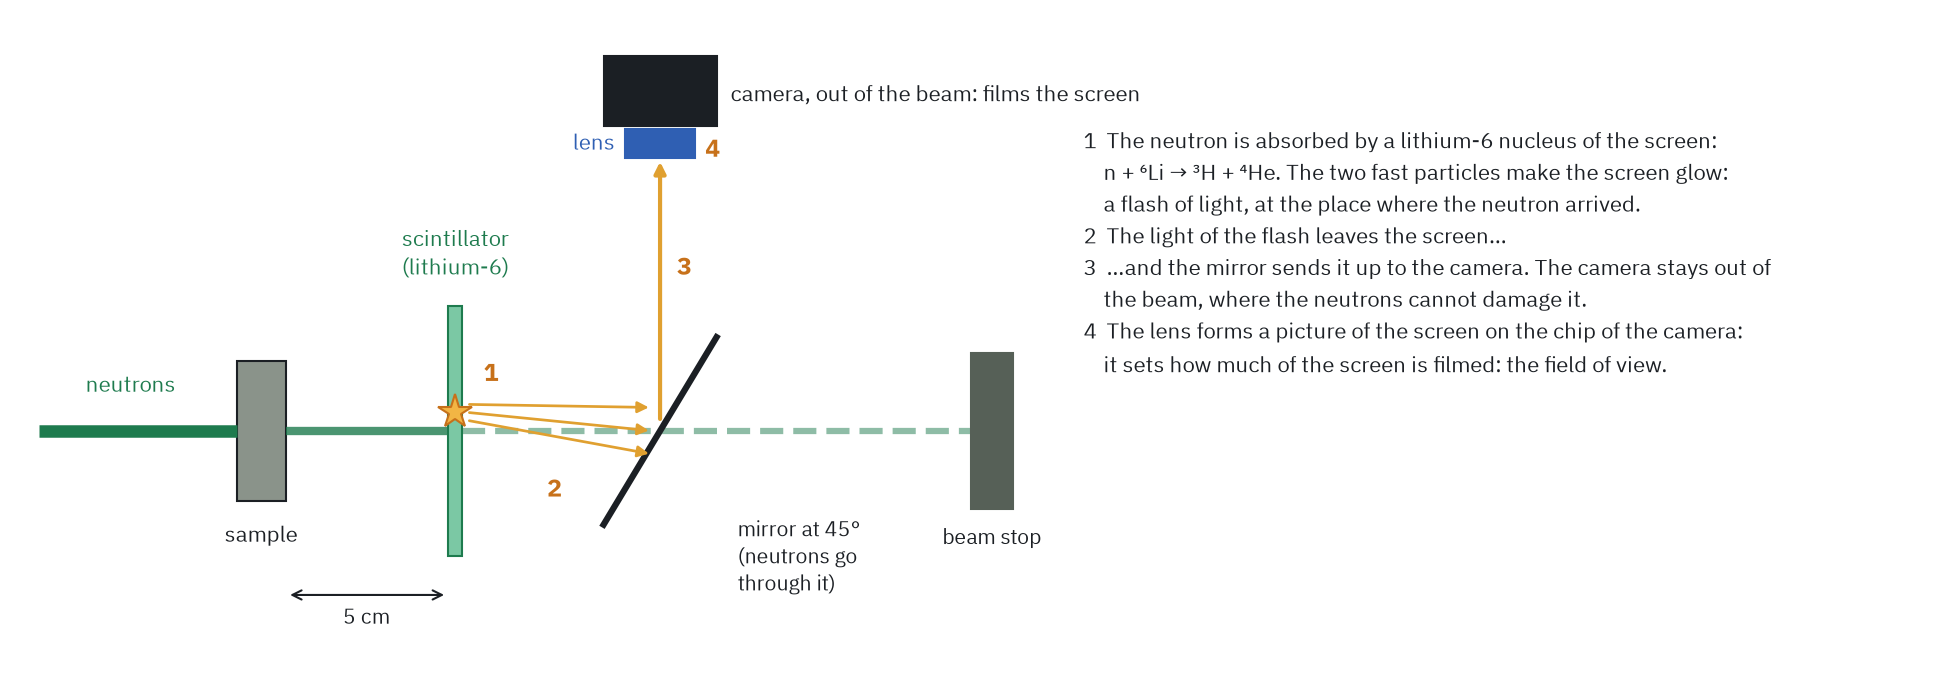 camera, out of the beam: films the screen
lens
4
1 The neutron is absorbed by a lithium-6 nucleus of the screen:
n + ⁶Li → ³H + ⁴He. The two fast particles make the screen glow:
a flash of light, at the place where the neutron arrived.
2 The light of the flash leaves the screen...
3 ...and the mirror sends it up to the camera. The camera stays out of
the beam, where the neutrons cannot damage it.
4 The lens forms a picture of the screen on the chip of the camera:
it sets how much of the screen is filmed: the field of view.
scintillator
(lithium-6)
3
neutrons
1
2
sample
mirror at 45°
(neutrons go
through it)
beam stop
5 cm